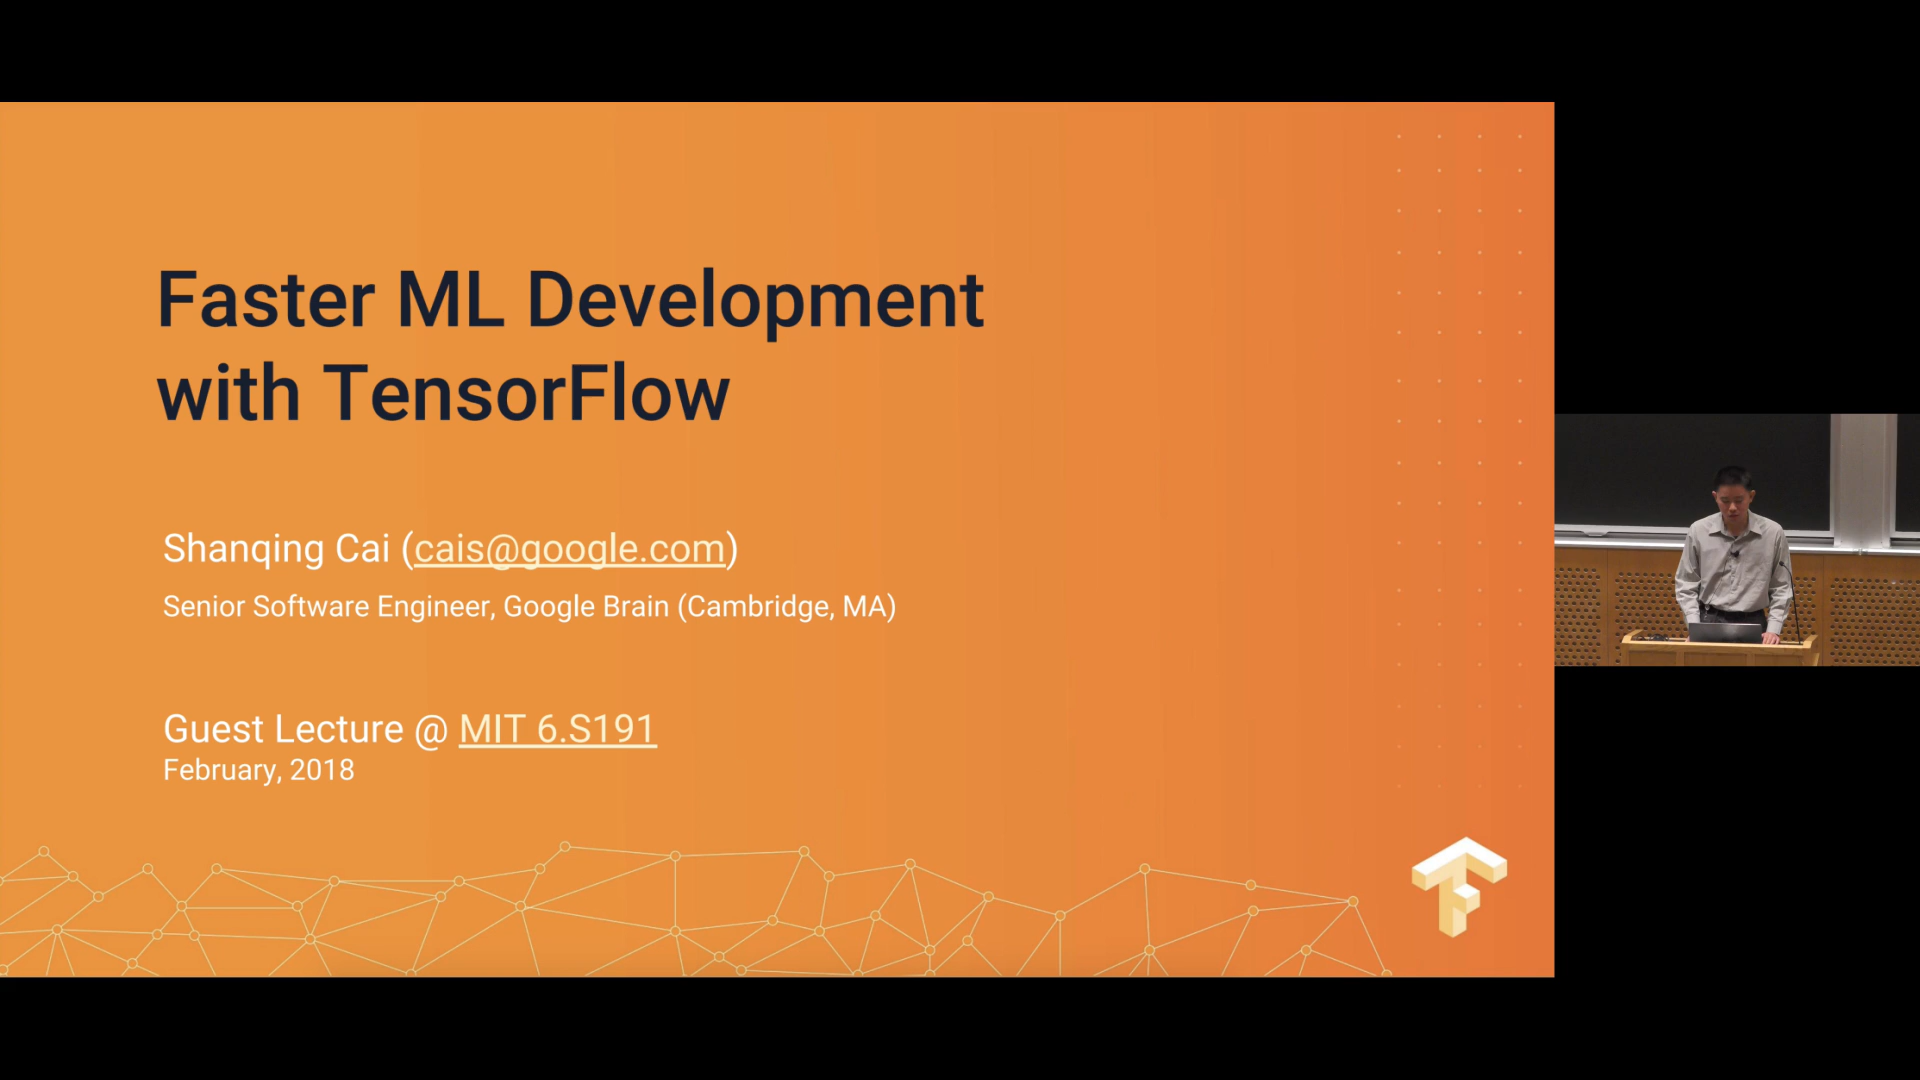 Faster ML Development
with TensorFlow
Shanqing Cai (cais@google.com)
Senior Software Engineer, Google Brain (Cambridge, MA)
Guest Lecture @ MIT 6.S191
February, 2018